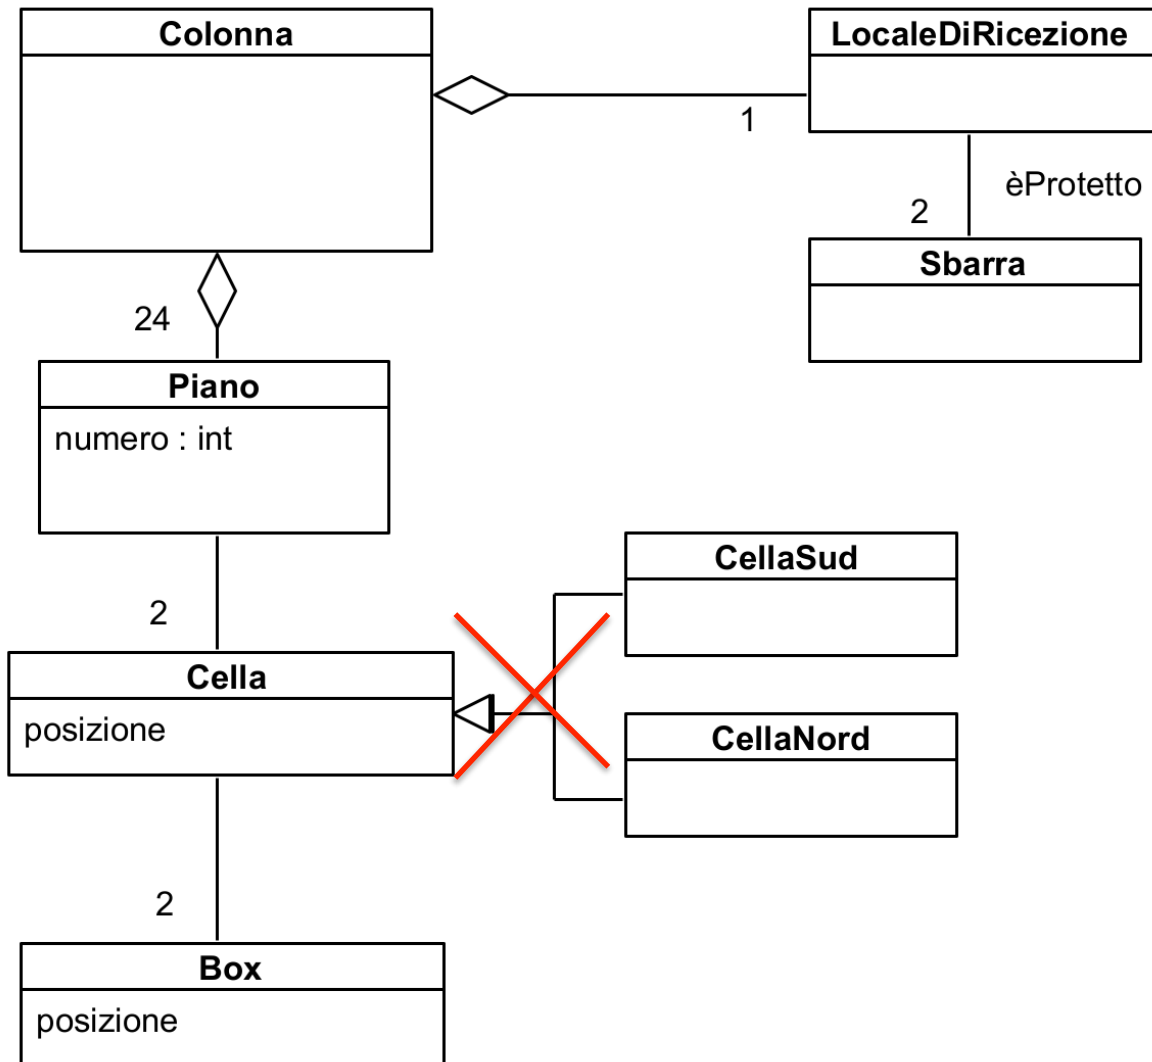 Colonna
LocaleDiRicezione
1
èProtetto
2
Sbarra
24
Piano
numero : int
CellaSud
2
Cella
posizione
CellaNord
2
Box
posizione